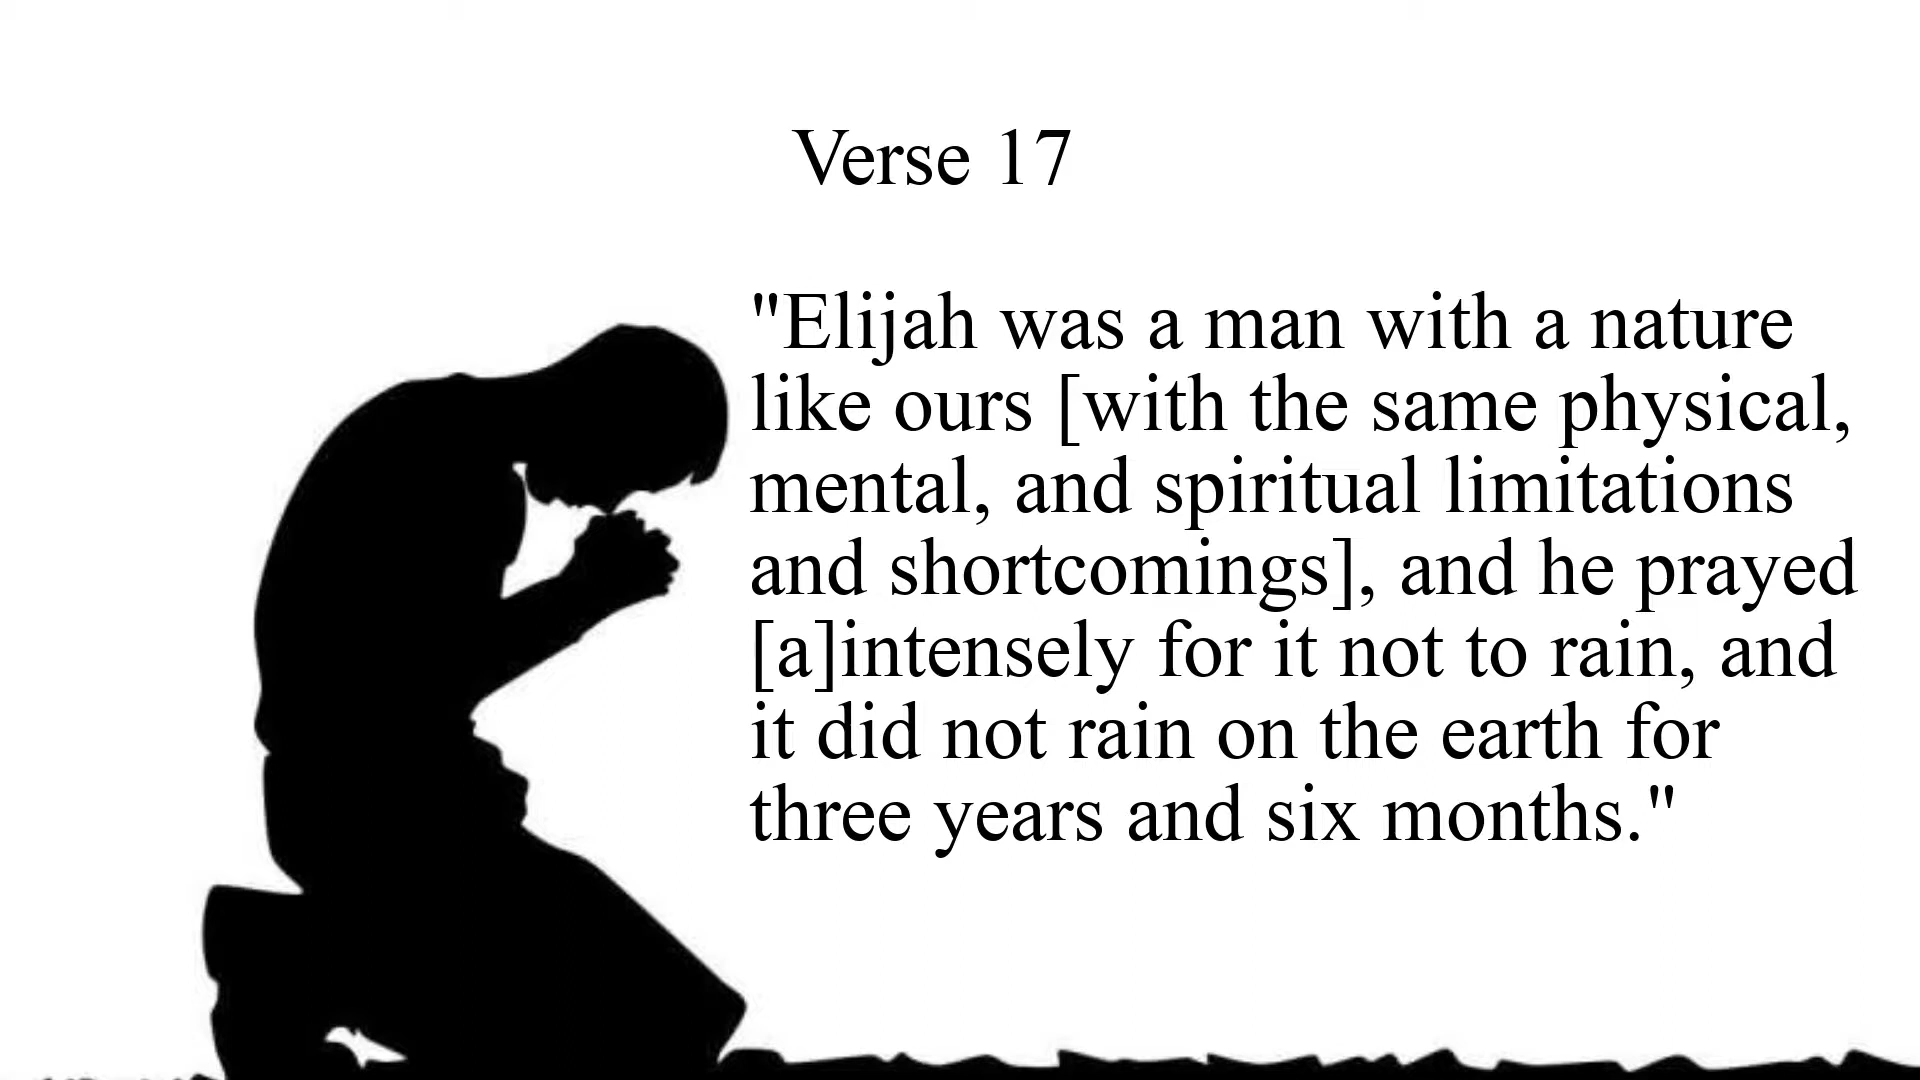 Verse 17
"Elijah was a man with a nature
like ours [with the same physical,
mental, and spiritual limitations
and shortcomings], and he prayed
[a]intensely for it not to rain, and
it did not rain on the earth for
three years and six months."